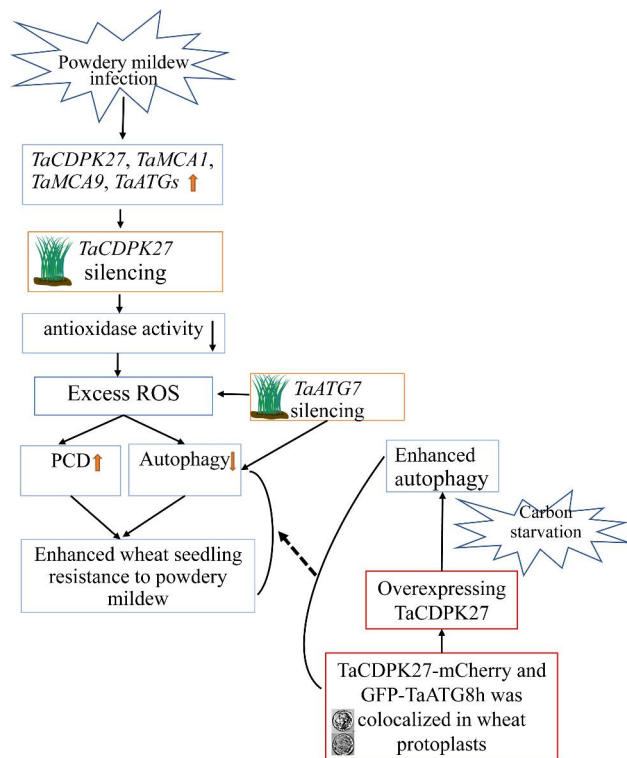 Powdery mildew
infection
TaCDPK27, TaMCA1,
TaMCA9, TaATGs
TaCDPK27
silencing
antioxidase activity
Excess ROS
TaATG7
silencing
PCD
Autophagy
Enhanced
autophagy
Carbon
starvation
Enhanced wheat seedling
resistance to powdery
mildew
Overexpressing
TaCDPK27
TaCDPK27-mCherry and
GFP-TaATG8h was
colocalized in wheat
protoplasts